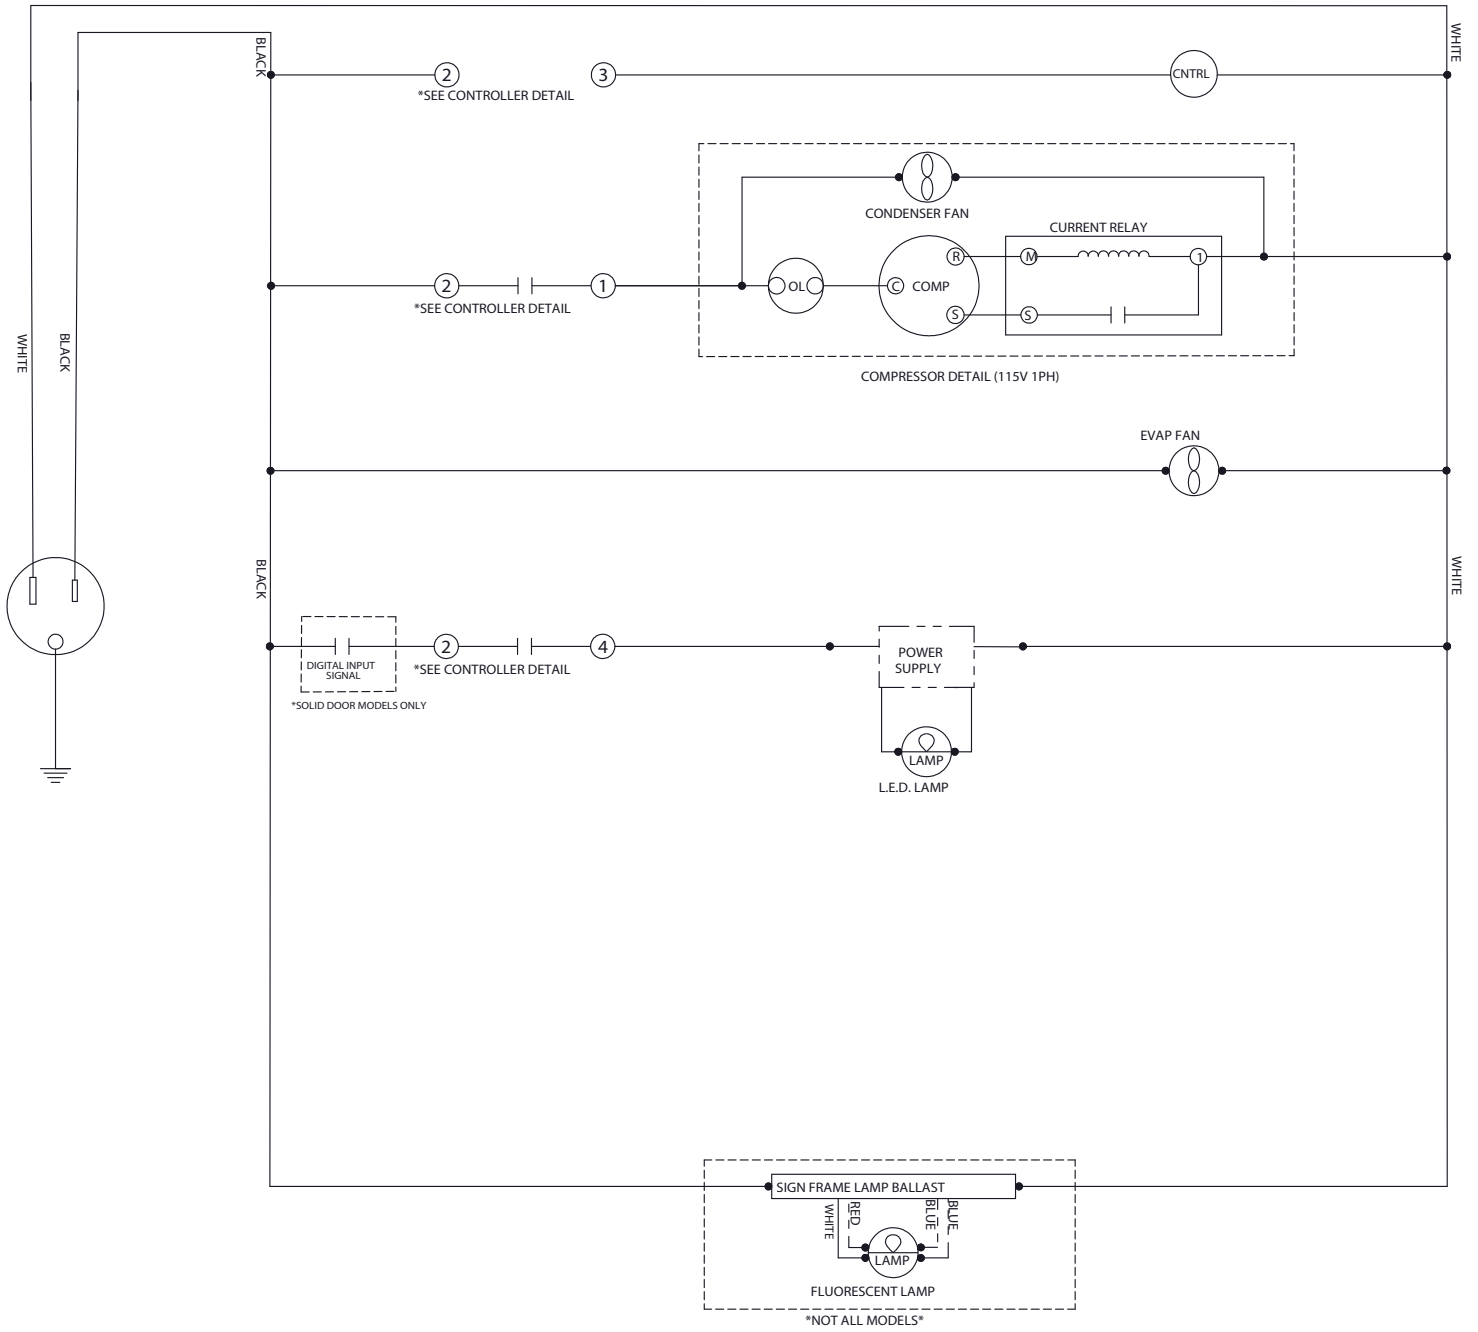 BLACK
WHITE
2
3
CNTRL
*SEE CONTROLLER DETAIL
CONDENSER FAN
CURRENT RELAY
R
M
1
2
1
OL
C
COMP
*SEE CONTROLLER DETAIL
S
S
WHITE
BLACK
COMPRESSOR DETAIL (115V 1PH)
EVAP FAN
BLACK
WHITE
2
4
POWER
SUPPLY
DIGITAL INPUT
SIGNAL
*SEE CONTROLLER DETAIL
*SOLID DOOR MODELS ONLY
LAMP
L.E.D. LAMP
SIGN FRAME LAMP BALLAST
WHITE
RED
BLUE
BLUE
LAMP
FLUORESCENT LAMP
*NOT ALL MODELS*